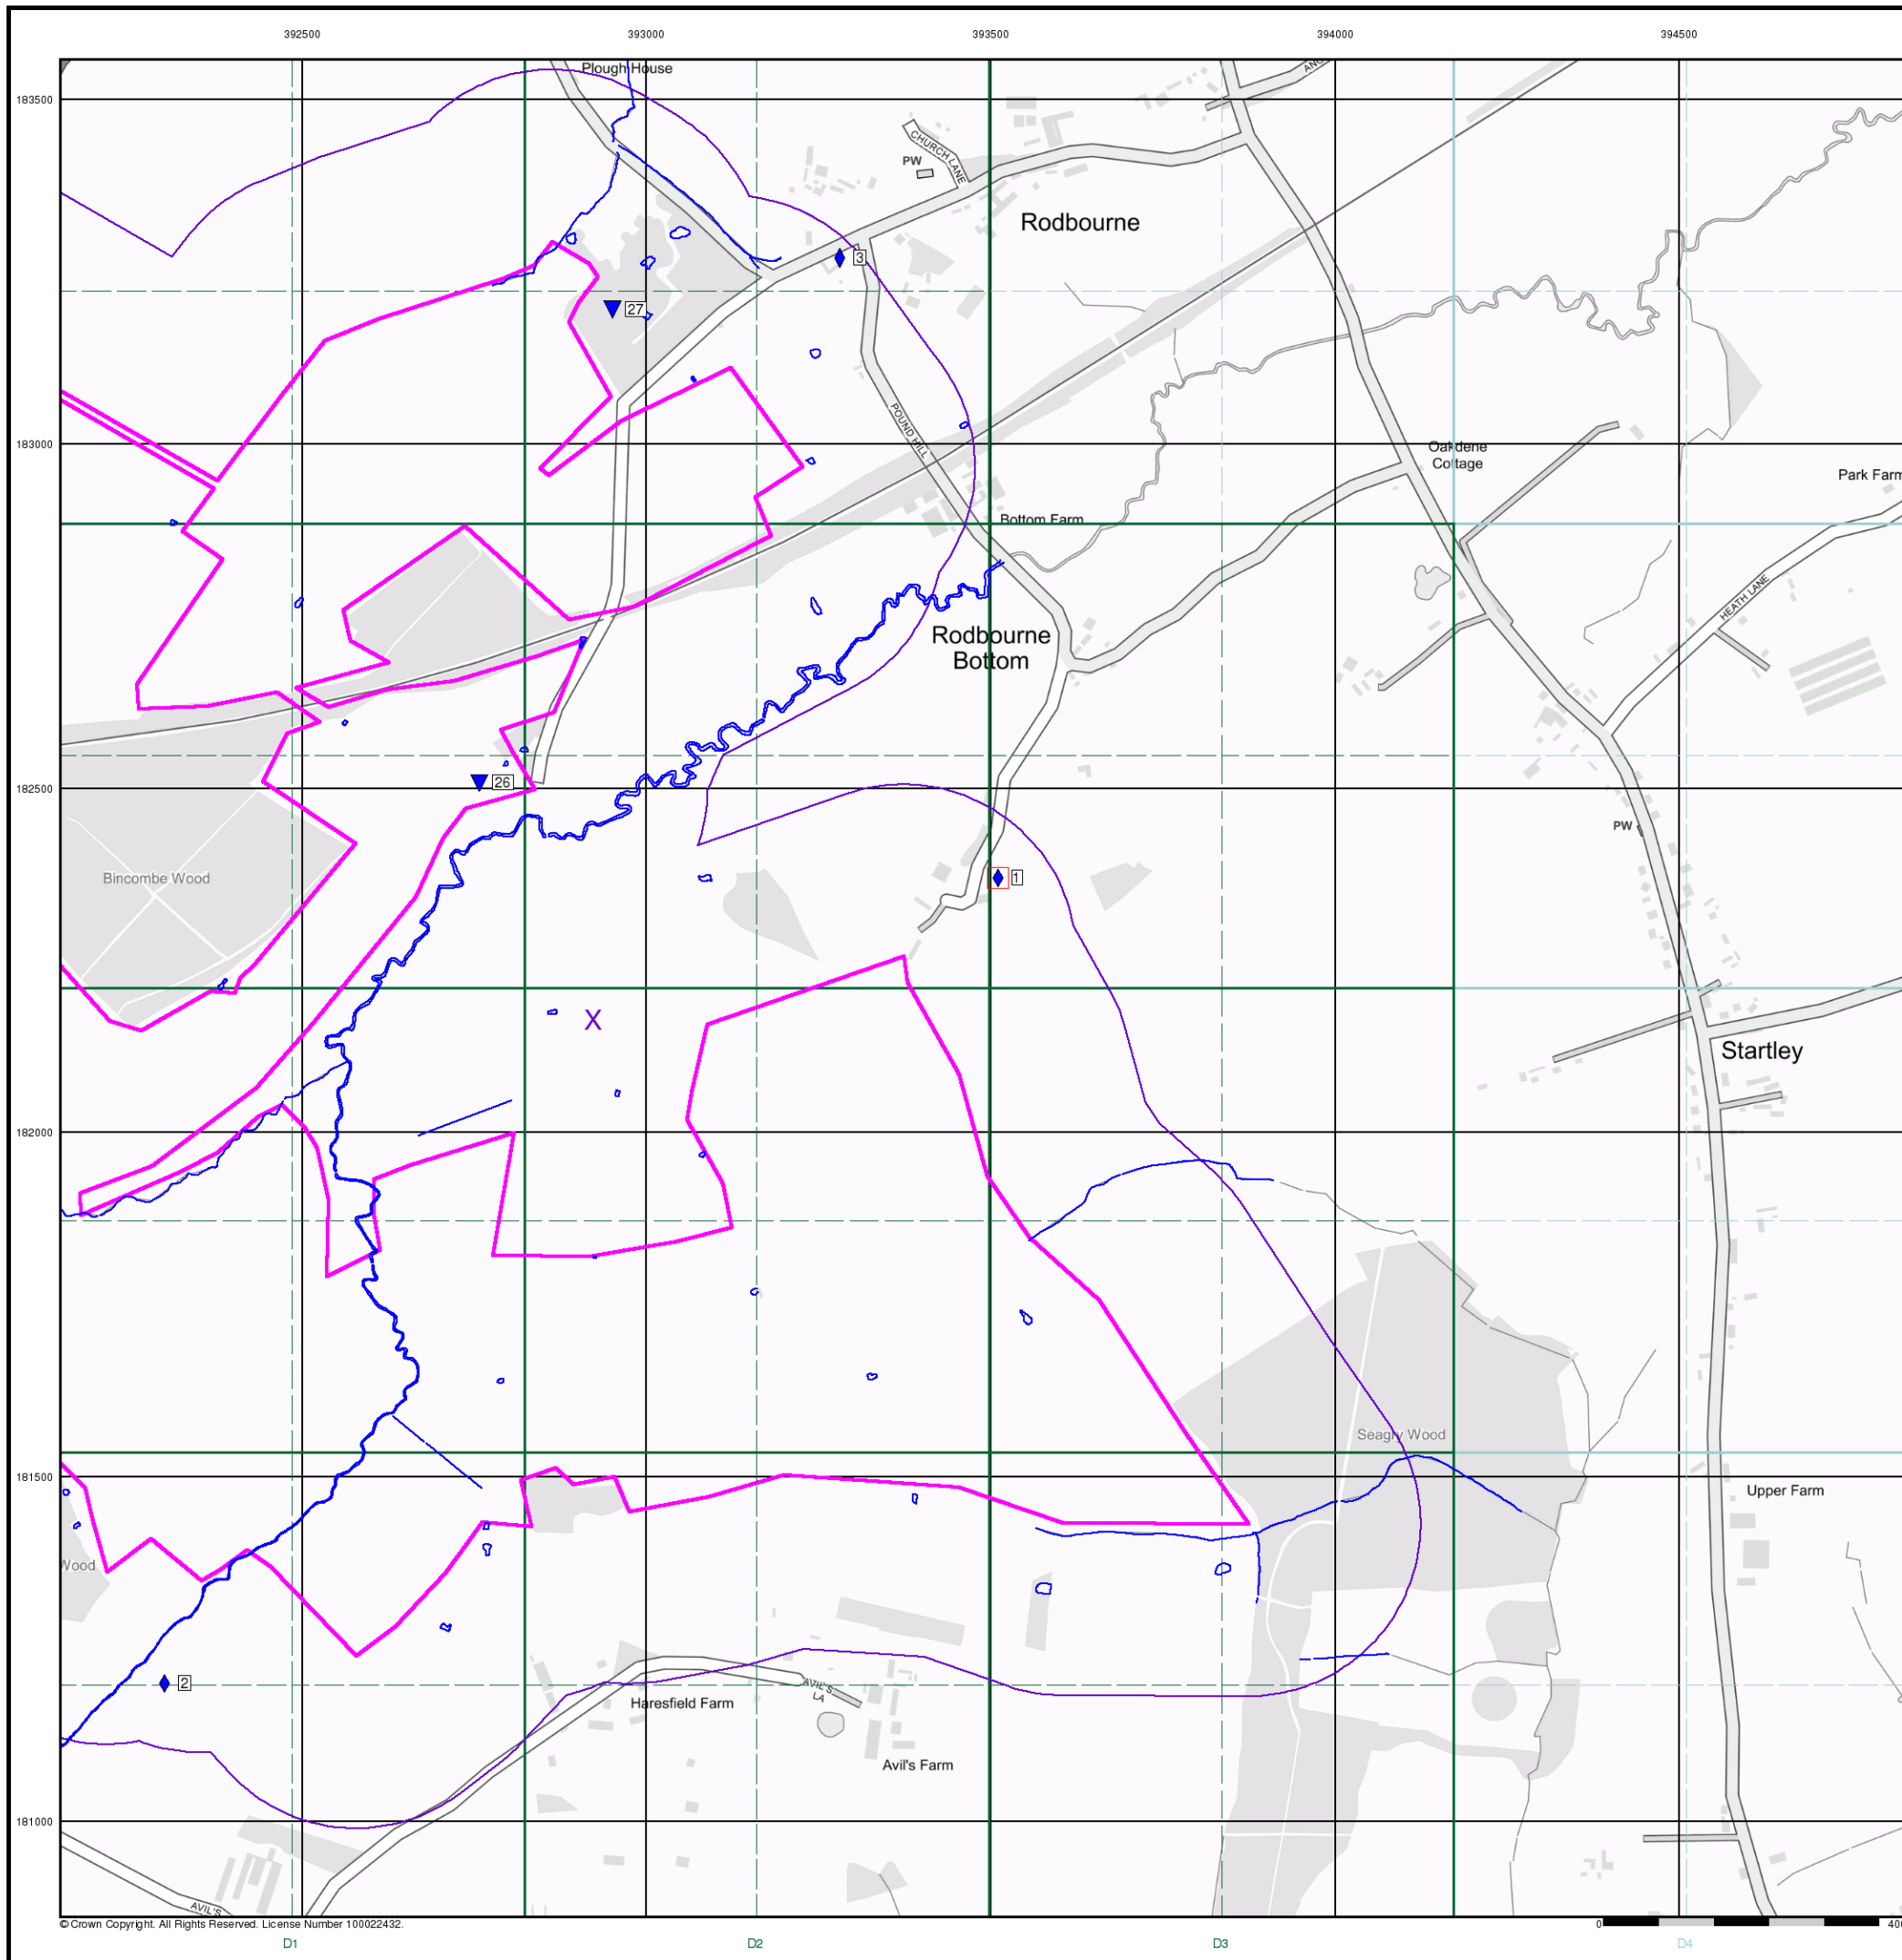 392500 393000 393500 394000 394500
183500
Plough House
CHURCH LANE
PW
Rodbourne
3
27
183000
POUND HILL
Oakdene
Cottage
Park Farm
Bottom Farm
HEATH LANE
Rodbourne
Bottom
182500
26
PW
Bincombe Wood
1
X
Startley
182000
Seagry Wood
181500
Upper Farm
Wood
2
AVIL'S
LA
Haresfield Farm
Avil's Farm
181000
AVIL'S
© Crown Copyright. All Rights Reserved. License Number 100022432.
0
D1 D2 D3 D4